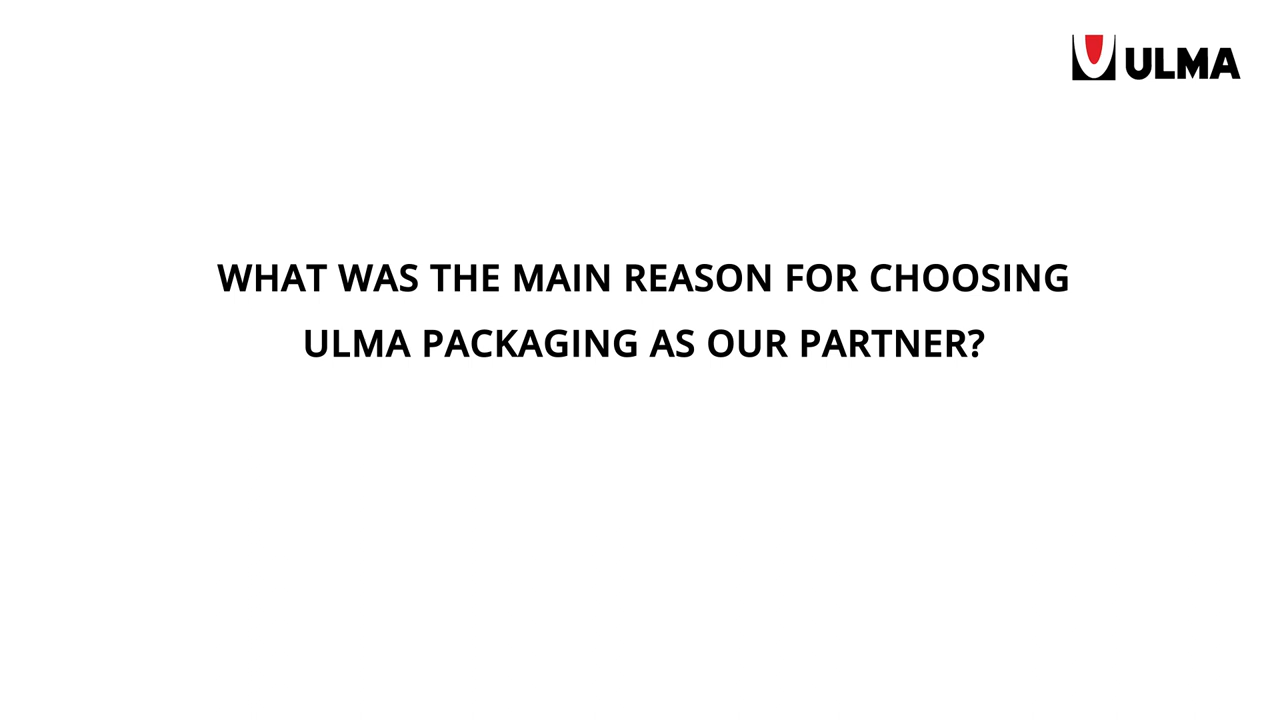 ULMA
WHAT WAS THE MAIN REASON FOR CHOOSING
ULMA PACKAGING AS OUR PARTNER?